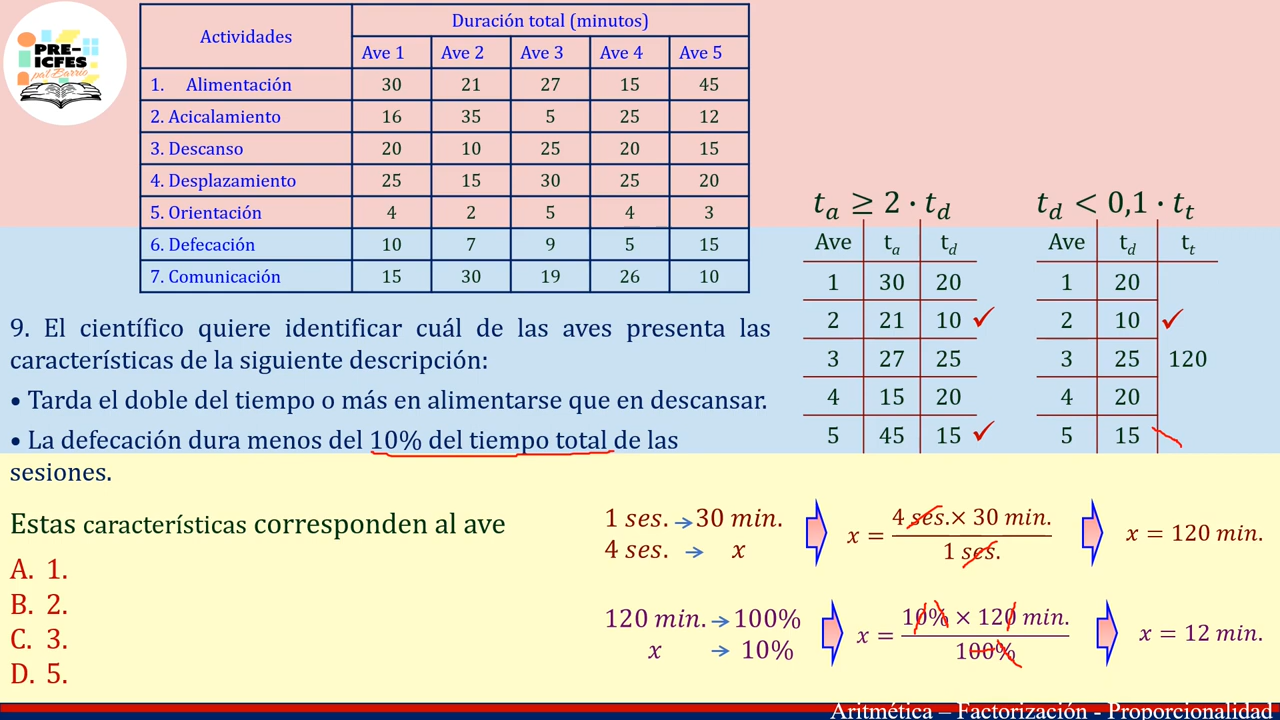 PRE-
ICFES
pat Barrio
Actividades Duración total (minutos)
Ave 1 Ave 2 Ave 3 Ave 4 Ave 5
1. Alimentación 30 21 27 15 45
2. Acicalamiento 16 35 5 25 12
3. Descanso 20 10 25 20 15
4. Desplazamiento 25 15 30 25 20
5. Orientación 4 2 5 4 3
6. Defecación 10 7 9 5 15
7. Comunicación 15 30 19 26 10
9. El científico quiere identificar cuál de las aves presenta las
características de la siguiente descripción:
• Tarda el doble del tiempo o más en alimentarse que en descansar.
• La defecación dura menos del 10% del tiempo total de las
sesiones.
Estas características corresponden al ave
A. 1.
B. 2.
C. 3.
D. 5.
tₐ ≥ 2 · t_d
Ave tₐ t_d
1 30 20
2 21 10 ✓
3 27 25
4 15 20
5 45 15 ✓
t_d < 0,1 · t_t
Ave t_d t_t
1 20
2 10 ✓
3 25 120
4 20
5 15
1 ses. → 30 min.
4 ses. → x
x = 4 ses.× 30 min. / 1 ses.
x = 120 min.
120 min. → 100%
x → 10%
x = 10% × 120 min. / 100%
x = 12 min.
Aritmética – Factorización - Proporcionalidad